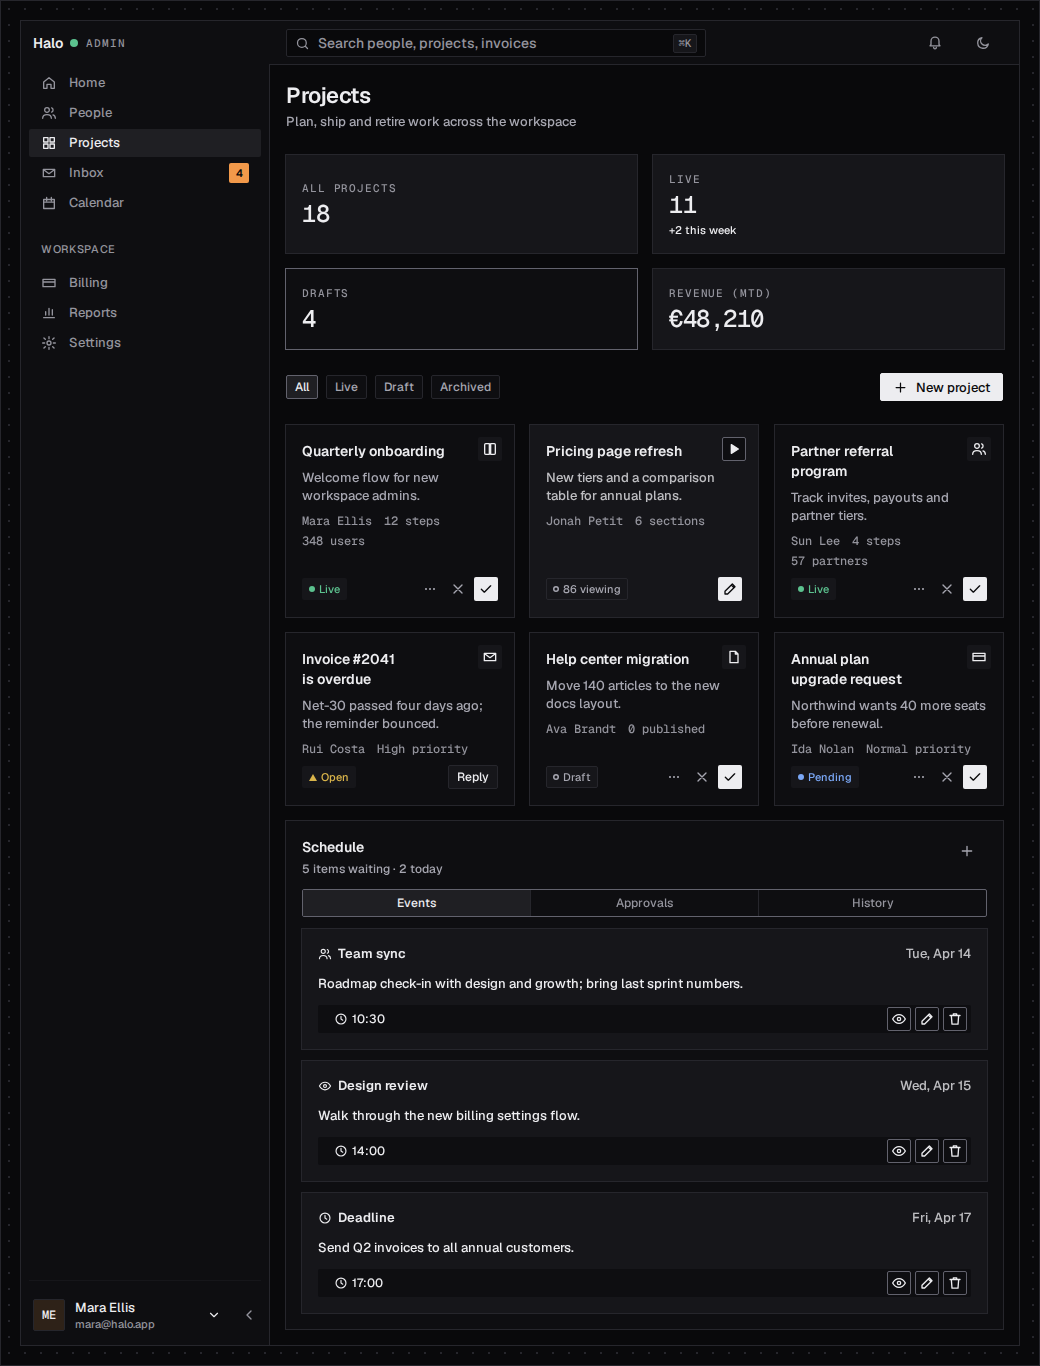 Halo ADMIN
Search people, projects, invoices ⌘K
Home
People
Projects
Inbox 4
Calendar
WORKSPACE
Billing
Reports
Settings
Projects
Plan, ship and retire work across the workspace
ALL PROJECTS
18
LIVE
11
+2 this week
DRAFTS
4
REVENUE (MTD)
€48,210
All Live Draft Archived
New project
Quarterly onboarding
Welcome flow for new
workspace admins.
Mara Ellis 12 steps
348 users
Live
Pricing page refresh
New tiers and a comparison
table for annual plans.
Jonah Petit 6 sections
86 viewing
Partner referral
program
Track invites, payouts and
partner tiers.
Sun Lee 4 steps
57 partners
Live
Invoice #2041
is overdue
Net-30 passed four days ago;
the reminder bounced.
Rui Costa High priority
Open Reply
Help center migration
Move 140 articles to the new
docs layout.
Ava Brandt 0 published
Draft
Annual plan
upgrade request
Northwind wants 40 more seats
before renewal.
Ida Nolan Normal priority
Pending
Schedule
5 items waiting · 2 today
Events Approvals History
Team sync Tue, Apr 14
Roadmap check-in with design and growth; bring last sprint numbers.
10:30
Design review Wed, Apr 15
Walk through the new billing settings flow.
14:00
Deadline Fri, Apr 17
Send Q2 invoices to all annual customers.
17:00
ME Mara Ellis
mara@halo.app